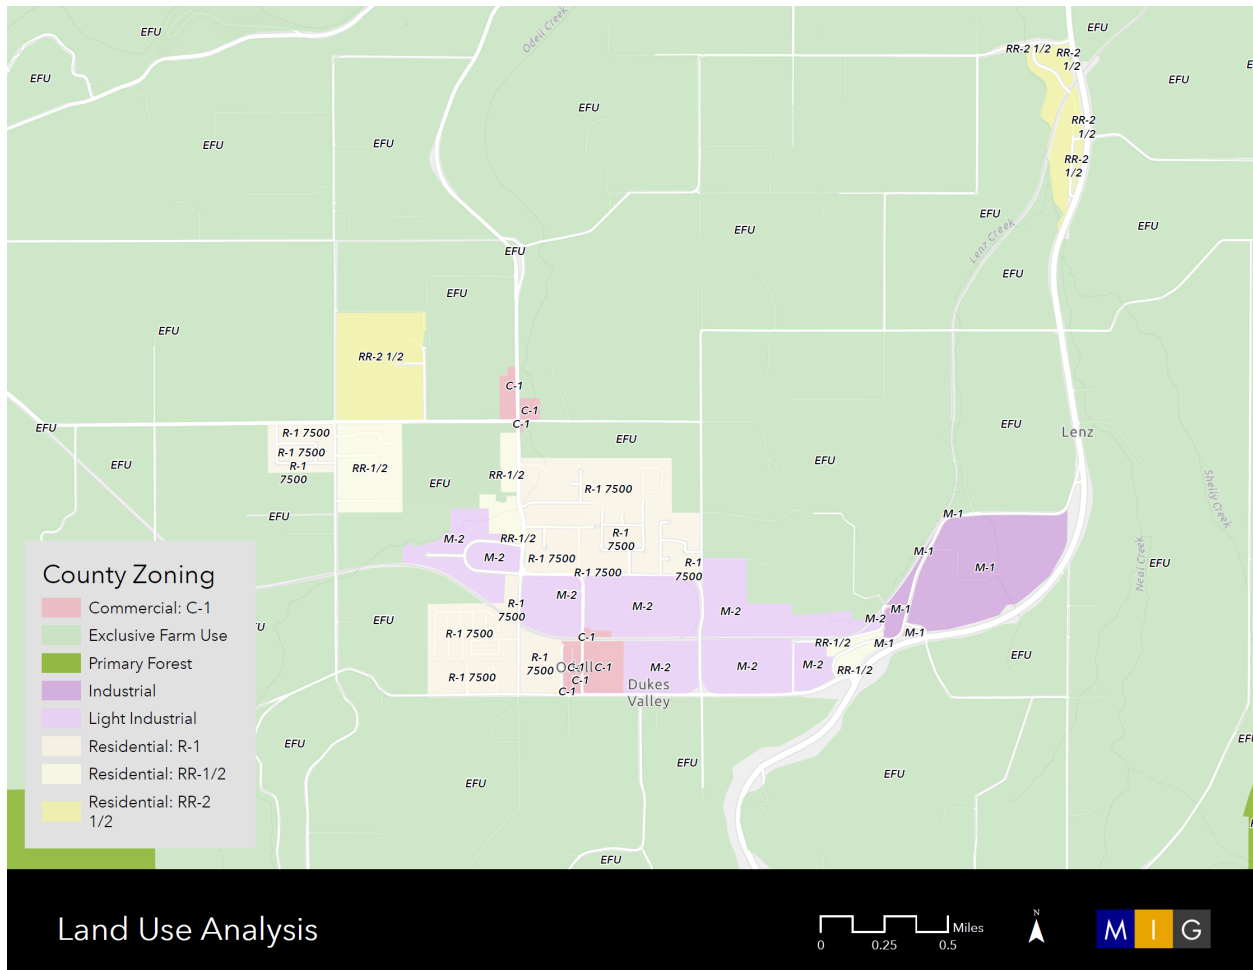 EFU
Odell Creek
EFU
RR-2 1/2
RR-2
1/2
EFU
EFU
EFU
EFU
EFU
RR-2
1/2
RR-2
1/2
EFU
EFU
EFU
EFU
Lenz Creek
EFU
EFU
EFU
EFU
EFU
RR-2 1/2
C-1
C-1
C-1
EFU
EFU
EFU
Lenz
R-1 7500
R-1 7500
R-1
7500
RR-1/2
EFU
EFU
EFU
RR-1/2
R-1 7500
Shelly Creek
EFU
M-1
M-2
RR-1/2
R-1
7500
M-1
M-2
R-1 7500
R-1
7500
R-1 7500
M-1
Neal Creek
EFU
M-2
M-2
R-1
7500
M-2
M-1
M-2
EFU
R-1 7500
C-1
RR-1/2
M-1
M-1
EFU
R-1
7500
C-1
C-1
M-2
M-2
M-2
RR-1/2
R-1 7500
C-1
C-1
Dukes
Valley
EFU
EFU
EFU
EFU
EFU
County Zoning
Commercial: C-1
Exclusive Farm Use
Primary Forest
Industrial
Light Industrial
Residential: R-1
Residential: RR-1/2
Residential: RR-2
1/2
Land Use Analysis
0
0.25
0.5
Miles
N
M I G